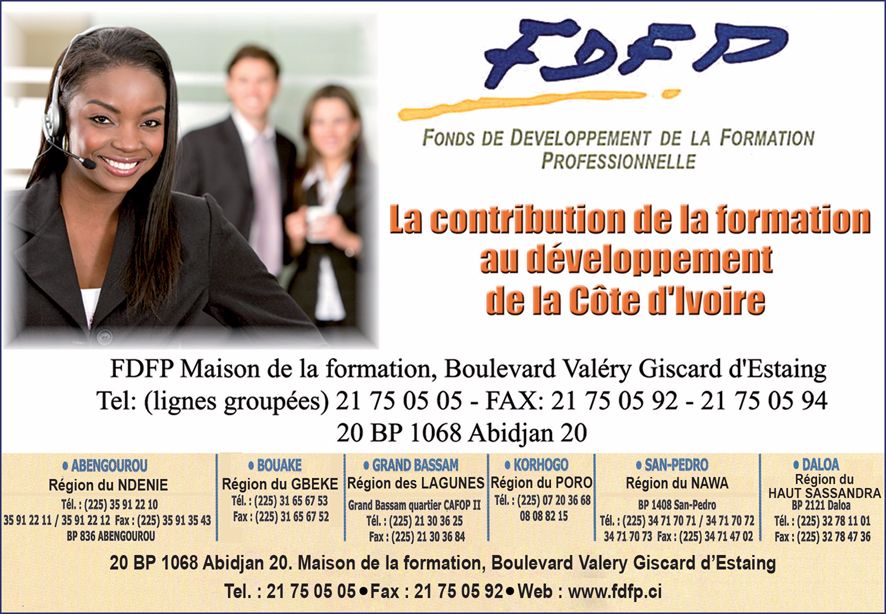 FDFP
FONDS DE DEVELOPPEMENT DE LA FORMATION
PROFESSIONNELLE
La contribution de la formation
au développement
de la Côte d'Ivoire
FDFP Maison de la formation, Boulevard Valéry Giscard d'Estaing
Tel: (lignes groupées) 21 75 05 05 - FAX: 21 75 05 92 - 21 75 05 94
20 BP 1068 Abidjan 20
• ABENGOUROU
Région du NDENIE
Tél. : (225) 35 91 22 10
35 91 22 11 / 35 91 22 12 Fax : (225) 35 91 35 43
BP 836 ABENGOUROU
• BOUAKE
Région du GBEKE
Tél. : (225) 31 65 67 53
Fax : (225) 31 65 67 52
• GRAND BASSAM
Région des LAGUNES
Grand Bassam quartier CAFOP II
Tél. : (225) 21 30 36 25
Fax : (225) 21 30 36 84
• KORHOGO
Région du PORO
Tél. : (225) 07 20 36 68
08 08 82 15
• SAN-PEDRO
Région du NAWA
BP 1408 San-Pedro
Tél. : (225) 34 71 70 71 / 34 71 70 72
34 71 70 73 Fax : (225) 34 71 47 02
• DALOA
Région du
HAUT SASSANDRA
BP 2121 Daloa
Tél. : (225) 32 78 11 01
Fax : (225) 32 78 47 36
20 BP 1068 Abidjan 20. Maison de la formation, Boulevard Valery Giscard d’Estaing
Tel. : 21 75 05 05•Fax : 21 75 05 92•Web : www.fdfp.ci